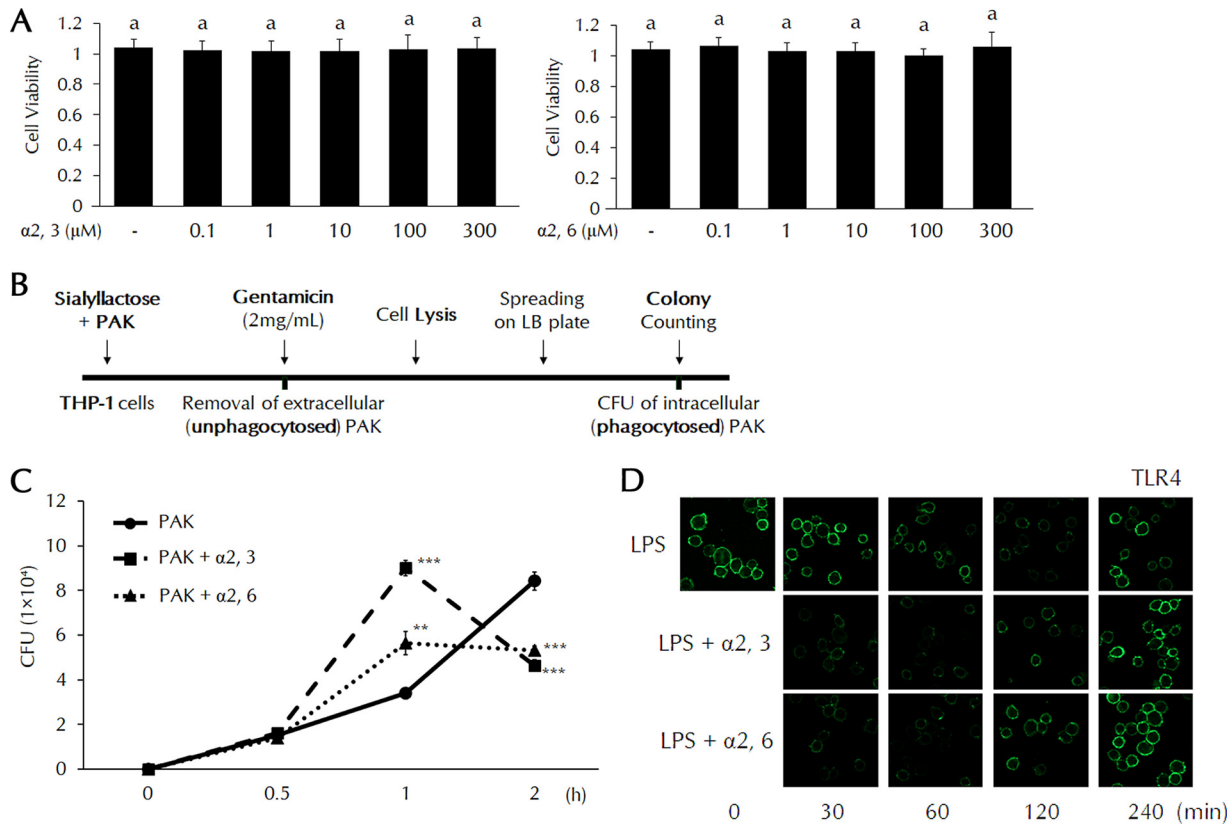 A
1.2
1
0.8
0.6
0.4
0.2
0
Cell Viability
a a a a a a
α2, 3 (μM) - 0.1 1 10 100 300
1.2
1
0.8
0.6
0.4
0.2
0
Cell Viability
a a a a a a
α2, 6 (μM) - 0.1 1 10 100 300
B
Sialyllactose
+ PAK
Gentamicin
(2mg/mL)
Cell Lysis
Spreading
on LB plate
Colony
Counting
THP-1 cells
Removal of extracellular
(unphagocytosed) PAK
CFU of intracellular
(phagocytosed) PAK
C
12
10
8
6
4
2
0
CFU (1×10⁴)
PAK
PAK + α2, 3
PAK + α2, 6
***
**
***
***
0 0.5 1 2 (h)
D
TLR4
LPS
LPS + α2, 3
LPS + α2, 6
0 30 60 120 240 (min)